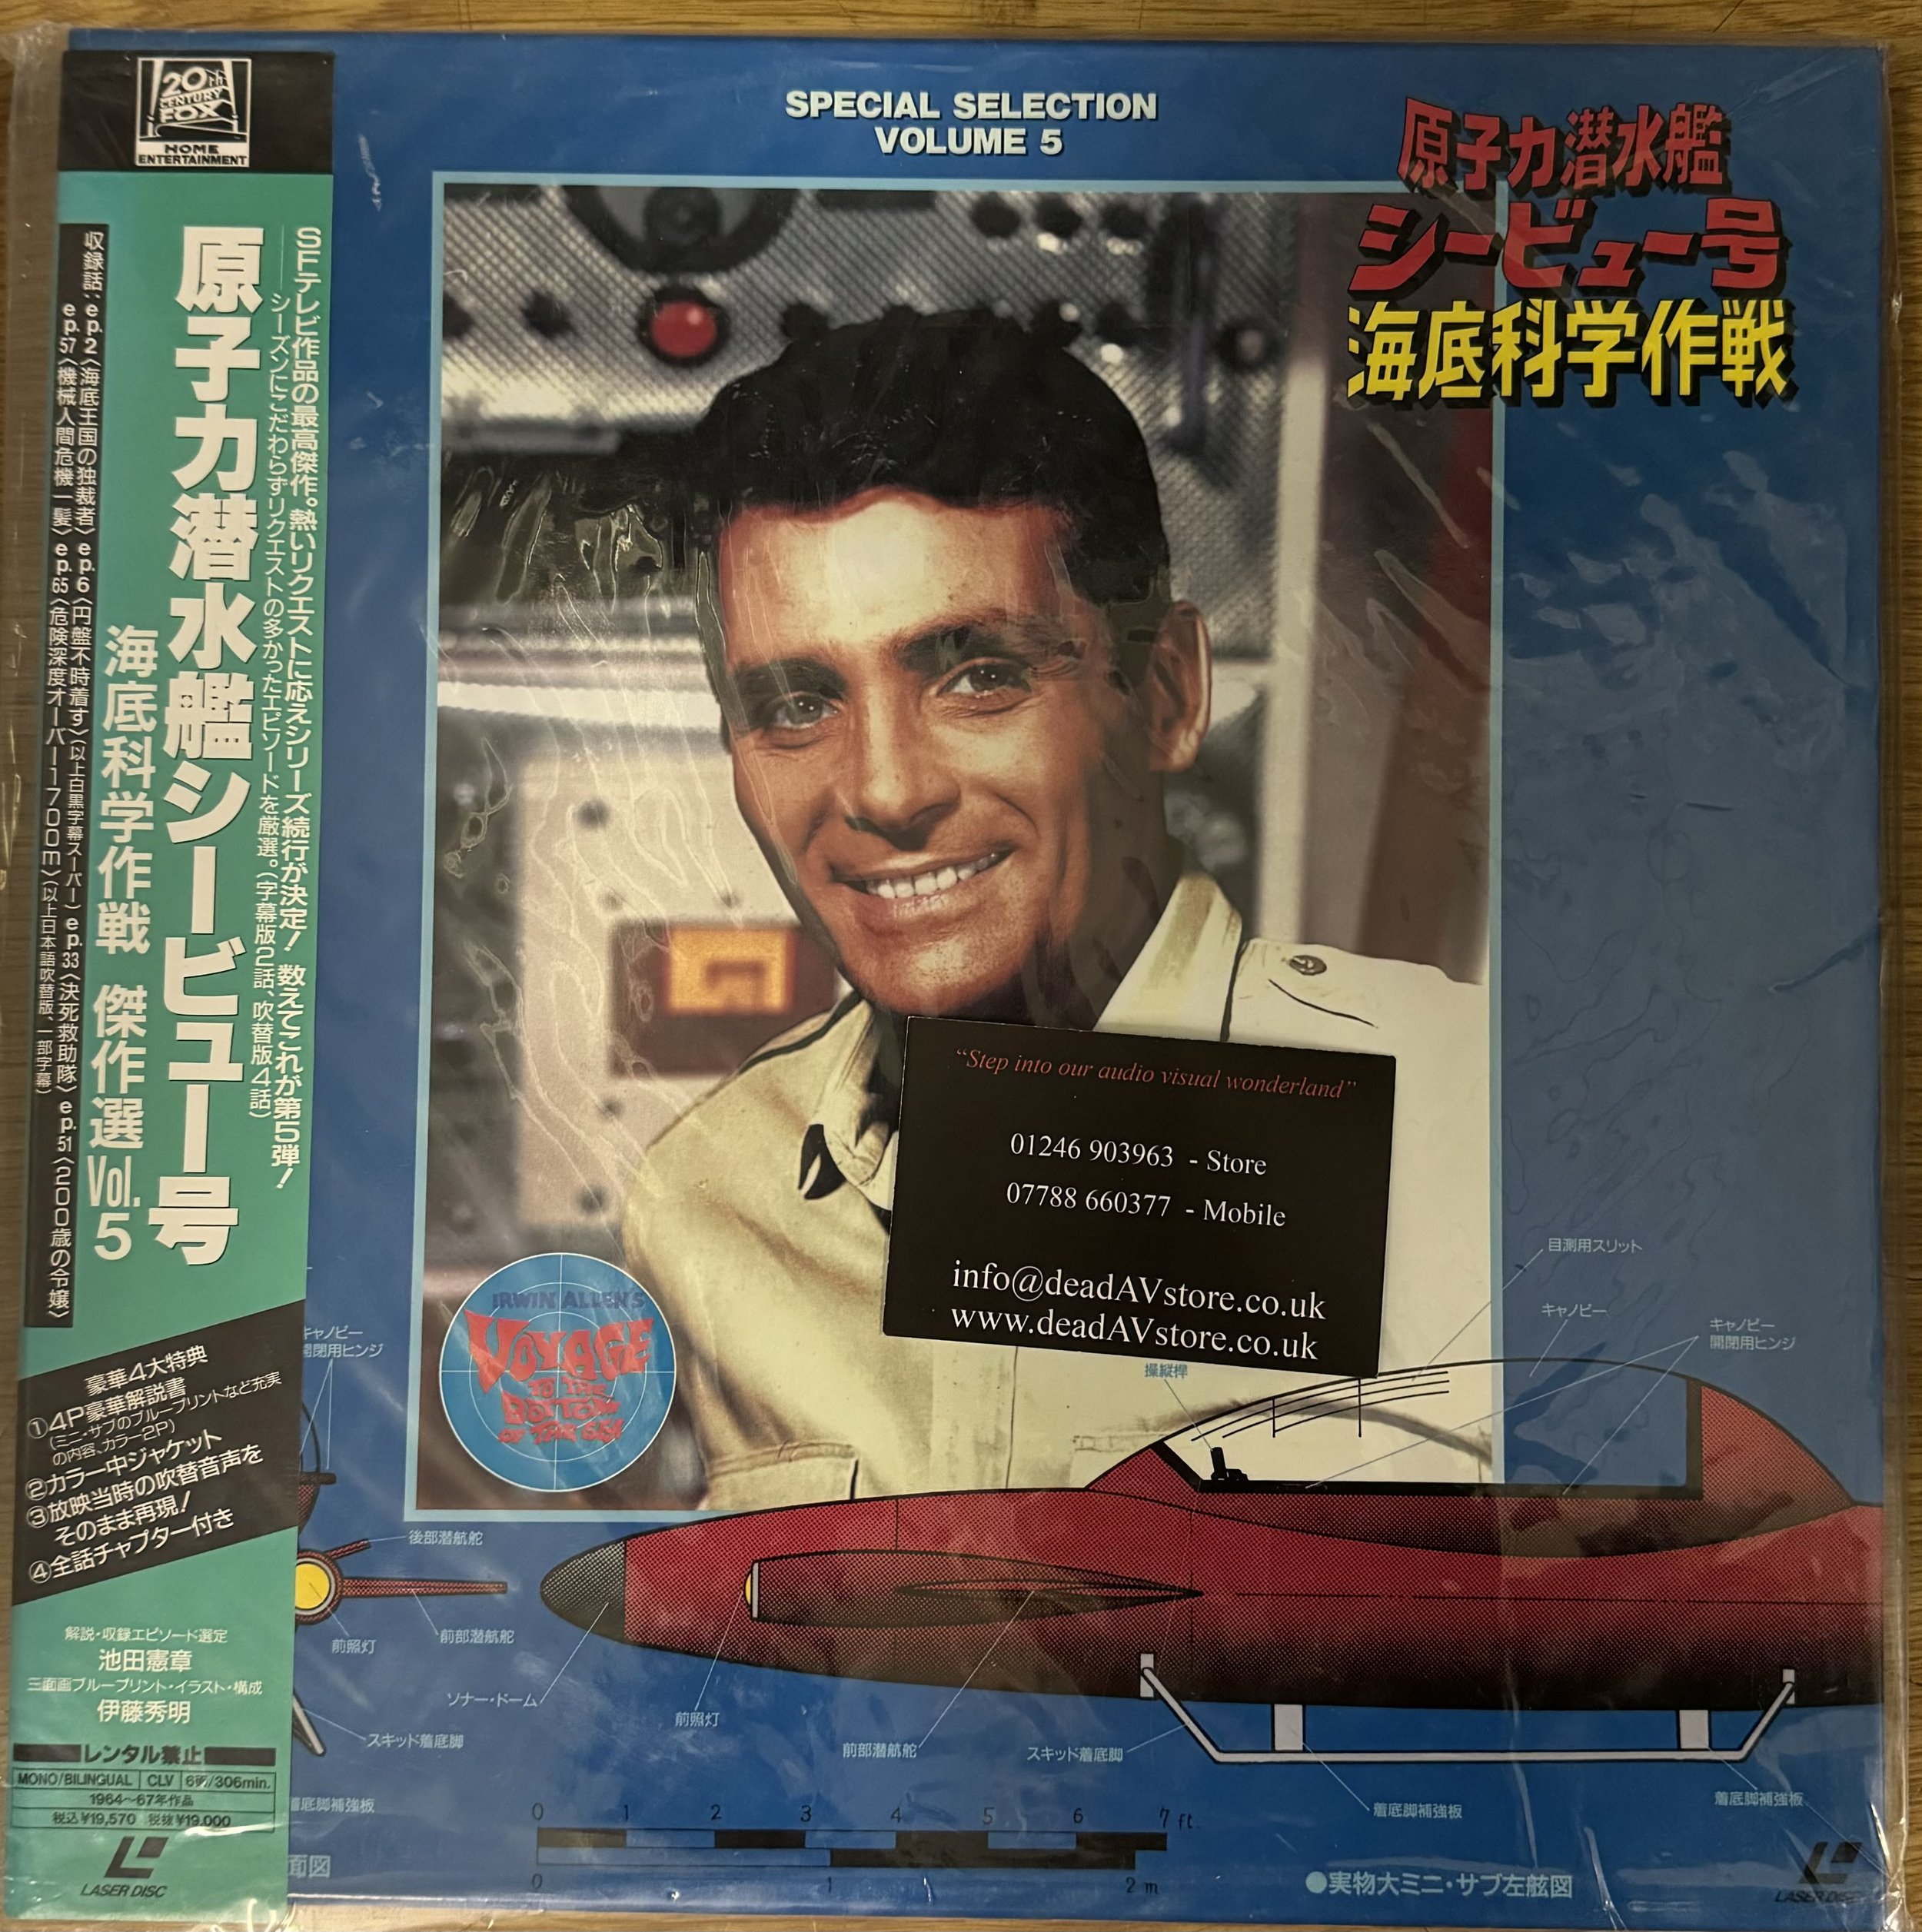 20th
CENTURY
FOX
HOME
ENTERTAINMENT
SFテレビ作品の最高傑作。熱いリクエストに応えシリーズ続行が決定! 数えてこれが第5弾!
シーズンにこだわらずリクエストの多かったエピソードを厳選。(字幕版2話、吹替版4話)
原子力潜水艦シービュー号
海底科学作戦 傑作選 Vol. 5
収録話:ep.2〈海底王国の独裁者〉ep.6〈円盤不時着す〉(以上白黒字幕スーパー)ep.33〈決死救助隊〉ep.51〈200歳の令嬢〉
ep.57〈機械人間危機一髪〉ep.65〈危険深度オーバー1700m〉(以上日本語吹替版、一部字幕)
豪華4大特典
①4P豪華解説書
(ミニ・サブのブループリントなど充実
の内容、カラー2P)
②カラー中ジャケット
③放映当時の吹替音声を
そのまま再現!
④全話チャプター付き
解説・収録エピソード選定
池田憲章
三面画ブループリント・イラスト・構成
伊藤秀明
レンタル禁止
MONO/BILINGUAL CLV 6面/306min.
1964〜67年作品
税込¥19,570 税抜¥19,000
LASER DISC
SPECIAL SELECTION
VOLUME 5
原子力潜水艦
シービュー号
海底科学作戦
"Step into our audio visual wonderland"
01246 903963 - Store
07788 660377 - Mobile
info@deadAVstore.co.uk
www.deadAVstore.co.uk
IRWIN ALLEN'S
VOYAGE
TO THE
BOTTOM
OF THE SEA
目測用スリット
キャノピー
キャノピー
開閉用ヒンジ
操縦桿
キャノピー
開閉用ヒンジ
後部潜航舵
前照灯
前部潜航舵
ソナー・ドーム
スキッド着底脚
前照灯
前部潜航舵
スキッド着底脚
着底脚補強板
着底脚補強板
着底脚補強板
0 1 2 3 4 5 6 7 ft.
0 1 2 m
面図
●実物大ミニ・サブ左舷図
LASER DISC